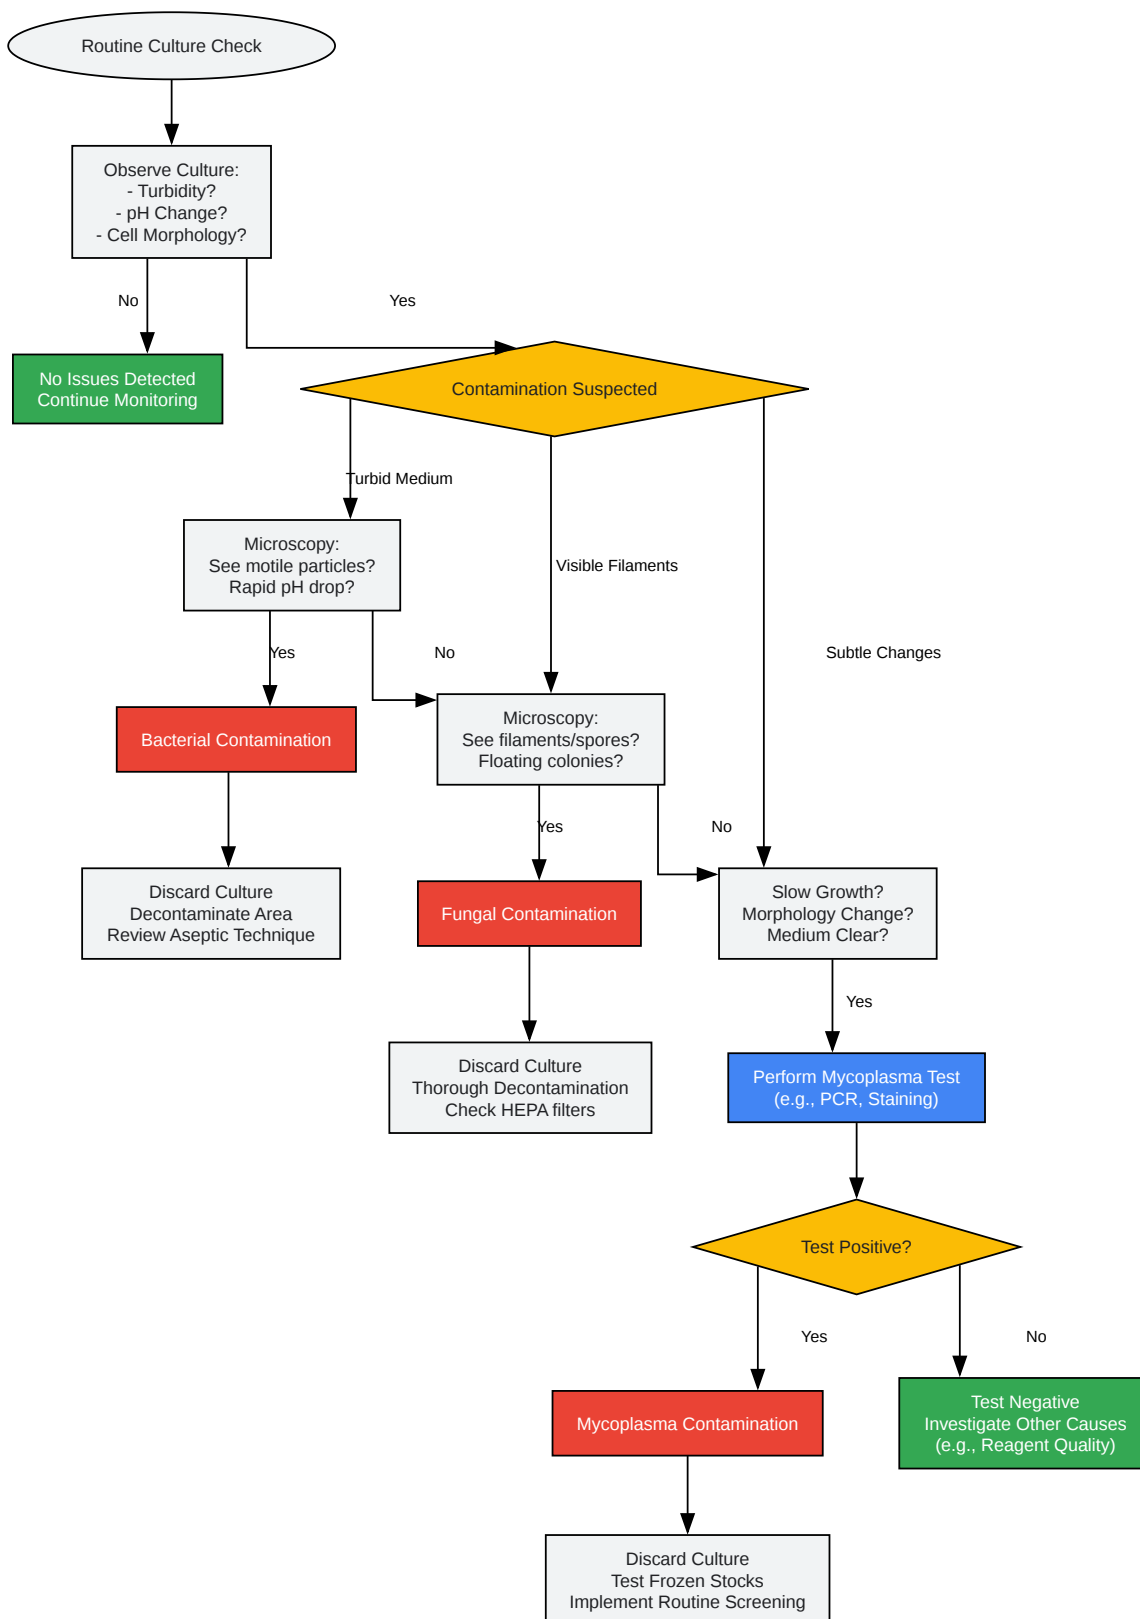 Routine Culture Check
Observe Culture:
- Turbidity?
- pH Change?
- Cell Morphology?
No
Yes
No Issues Detected
Continue Monitoring
Contamination Suspected
Turbid Medium
Microscopy:
See motile particles?
Rapid pH drop?
Visible Filaments
Yes
No
Subtle Changes
Bacterial Contamination
Microscopy:
See filaments/spores?
Floating colonies?
Yes
No
Discard Culture
Decontaminate Area
Review Aseptic Technique
Fungal Contamination
Slow Growth?
Morphology Change?
Medium Clear?
Yes
Discard Culture
Thorough Decontamination
Check HEPA filters
Perform Mycoplasma Test
(e.g., PCR, Staining)
Test Positive?
Yes
No
Mycoplasma Contamination
Test Negative
Investigate Other Causes
(e.g., Reagent Quality)
Discard Culture
Test Frozen Stocks
Implement Routine Screening